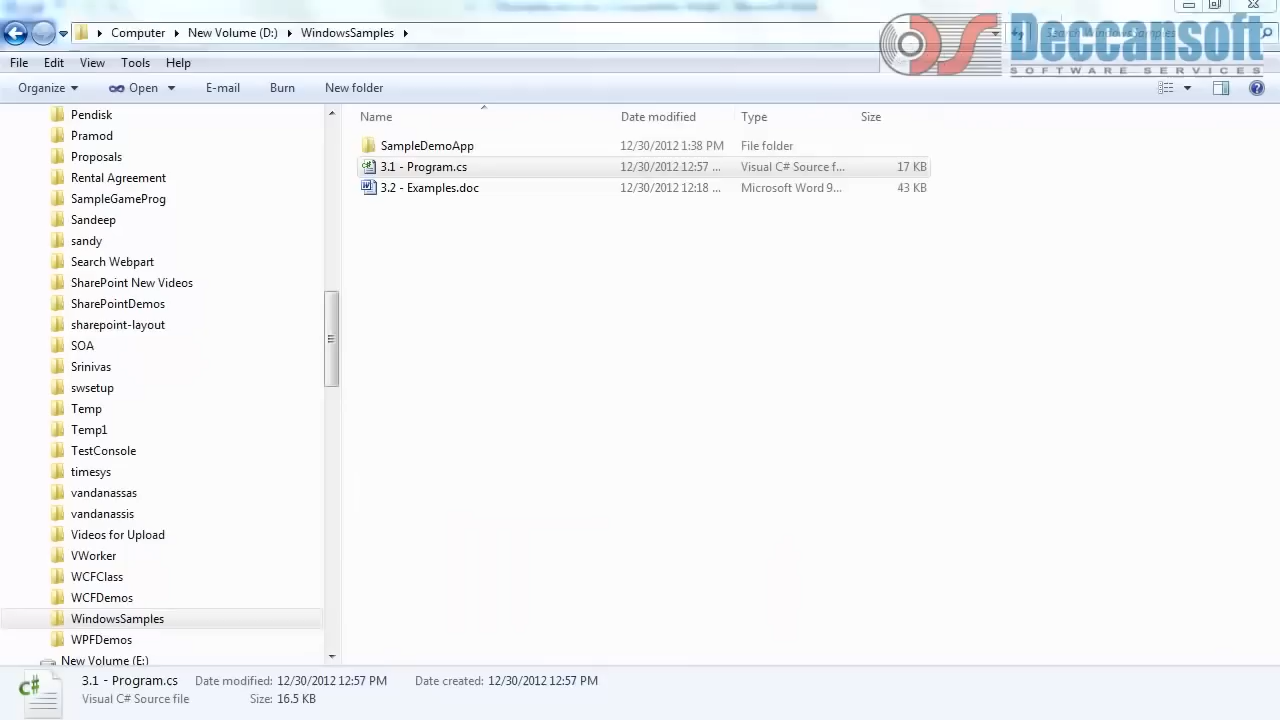 Computer New Volume (D:) WindowsSamples
Search WindowsSamples
Deccansoft
SOFTWARE SERVICES
File Edit View Tools Help
Organize Open E-mail Burn New folder
Name Date modified Type Size
Pendisk
Pramod
Proposals
Rental Agreement
SampleGameProg
Sandeep
sandy
Search Webpart
SharePoint New Videos
SharePointDemos
sharepoint-layout
SOA
Srinivas
swsetup
Temp
Temp1
TestConsole
timesys
vandanassas
vandanassis
Videos for Upload
VWorker
WCFClass
WCFDemos
WindowsSamples
WPFDemos
New Volume (E:)
SampleDemoApp 12/30/2012 1:38 PM File folder
3.1 - Program.cs 12/30/2012 12:57 ... Visual C# Source f... 17 KB
3.2 - Examples.doc 12/30/2012 12:18 ... Microsoft Word 9... 43 KB
3.1 - Program.cs Date modified: 12/30/2012 12:57 PM Date created: 12/30/2012 12:57 PM
Visual C# Source file Size: 16.5 KB